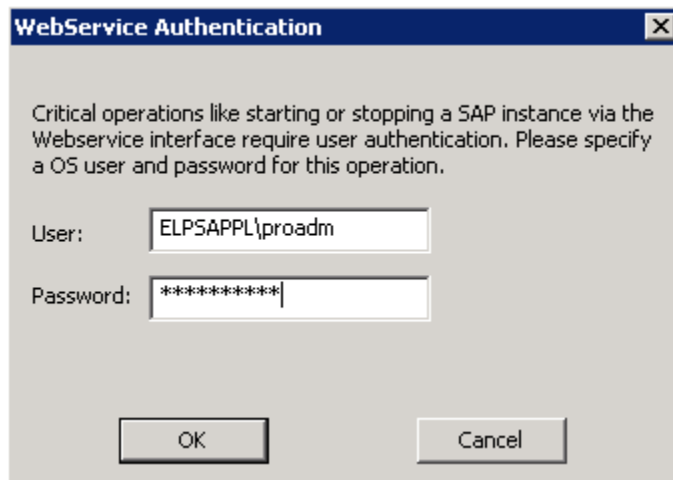 WebService Authentication
Critical operations like starting or stopping a SAP instance via the
Webservice interface require user authentication. Please specify
a OS user and password for this operation.
User: ELPSAPPL\proadm
Password: **********
OK Cancel